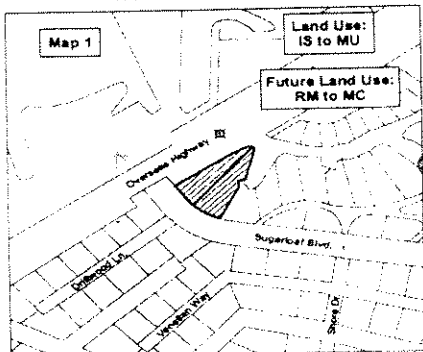 Map 1
Land Use:
IS to MU
Future Land Use:
RM to MC
Overseas Highway
Sugarloaf Blvd.
Driftwood Ln.
Venetian Way
Shore Dr.